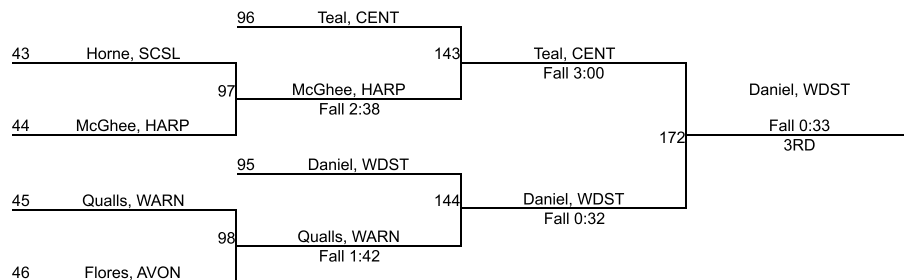 96 Teal, CENT
43 Horne, SCSL
143 Teal, CENT
Fall 3:00
97 McGhee, HARP
Fall 2:38
Daniel, WDST
44 McGhee, HARP
Fall 0:33
172
3RD
95 Daniel, WDST
45 Qualls, WARN
144 Daniel, WDST
Fall 0:32
98 Qualls, WARN
Fall 1:42
46 Flores, AVON